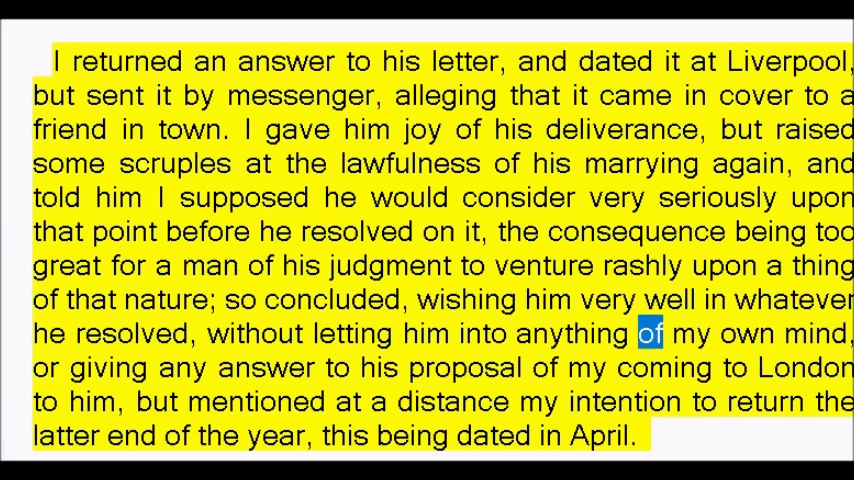 I returned an answer to his letter, and dated it at Liverpool,
but sent it by messenger, alleging that it came in cover to a
friend in town. I gave him joy of his deliverance, but raised
some scruples at the lawfulness of his marrying again, and
told him I supposed he would consider very seriously upon
that point before he resolved on it, the consequence being too
great for a man of his judgment to venture rashly upon a thing
of that nature; so concluded, wishing him very well in whatever
he resolved, without letting him into anything of my own mind,
or giving any answer to his proposal of my coming to London
to him, but mentioned at a distance my intention to return the
latter end of the year, this being dated in April.